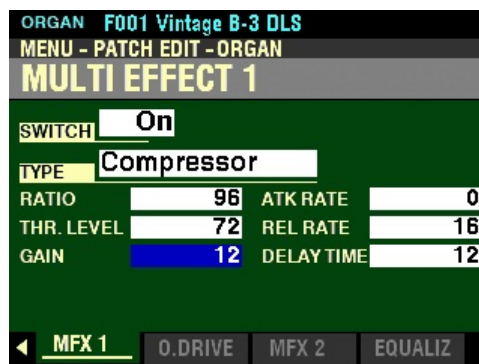 ORGAN F001 Vintage B-3 DLS
MENU - PATCH EDIT - ORGAN
MULTI EFFECT 1
SWITCH On
TYPE Compressor
RATIO 96 ATK RATE 0
THR. LEVEL 72 REL RATE 16
GAIN 12 DELAY TIME 12
MFX 1 O.DRIVE MFX 2 EQUALIZ